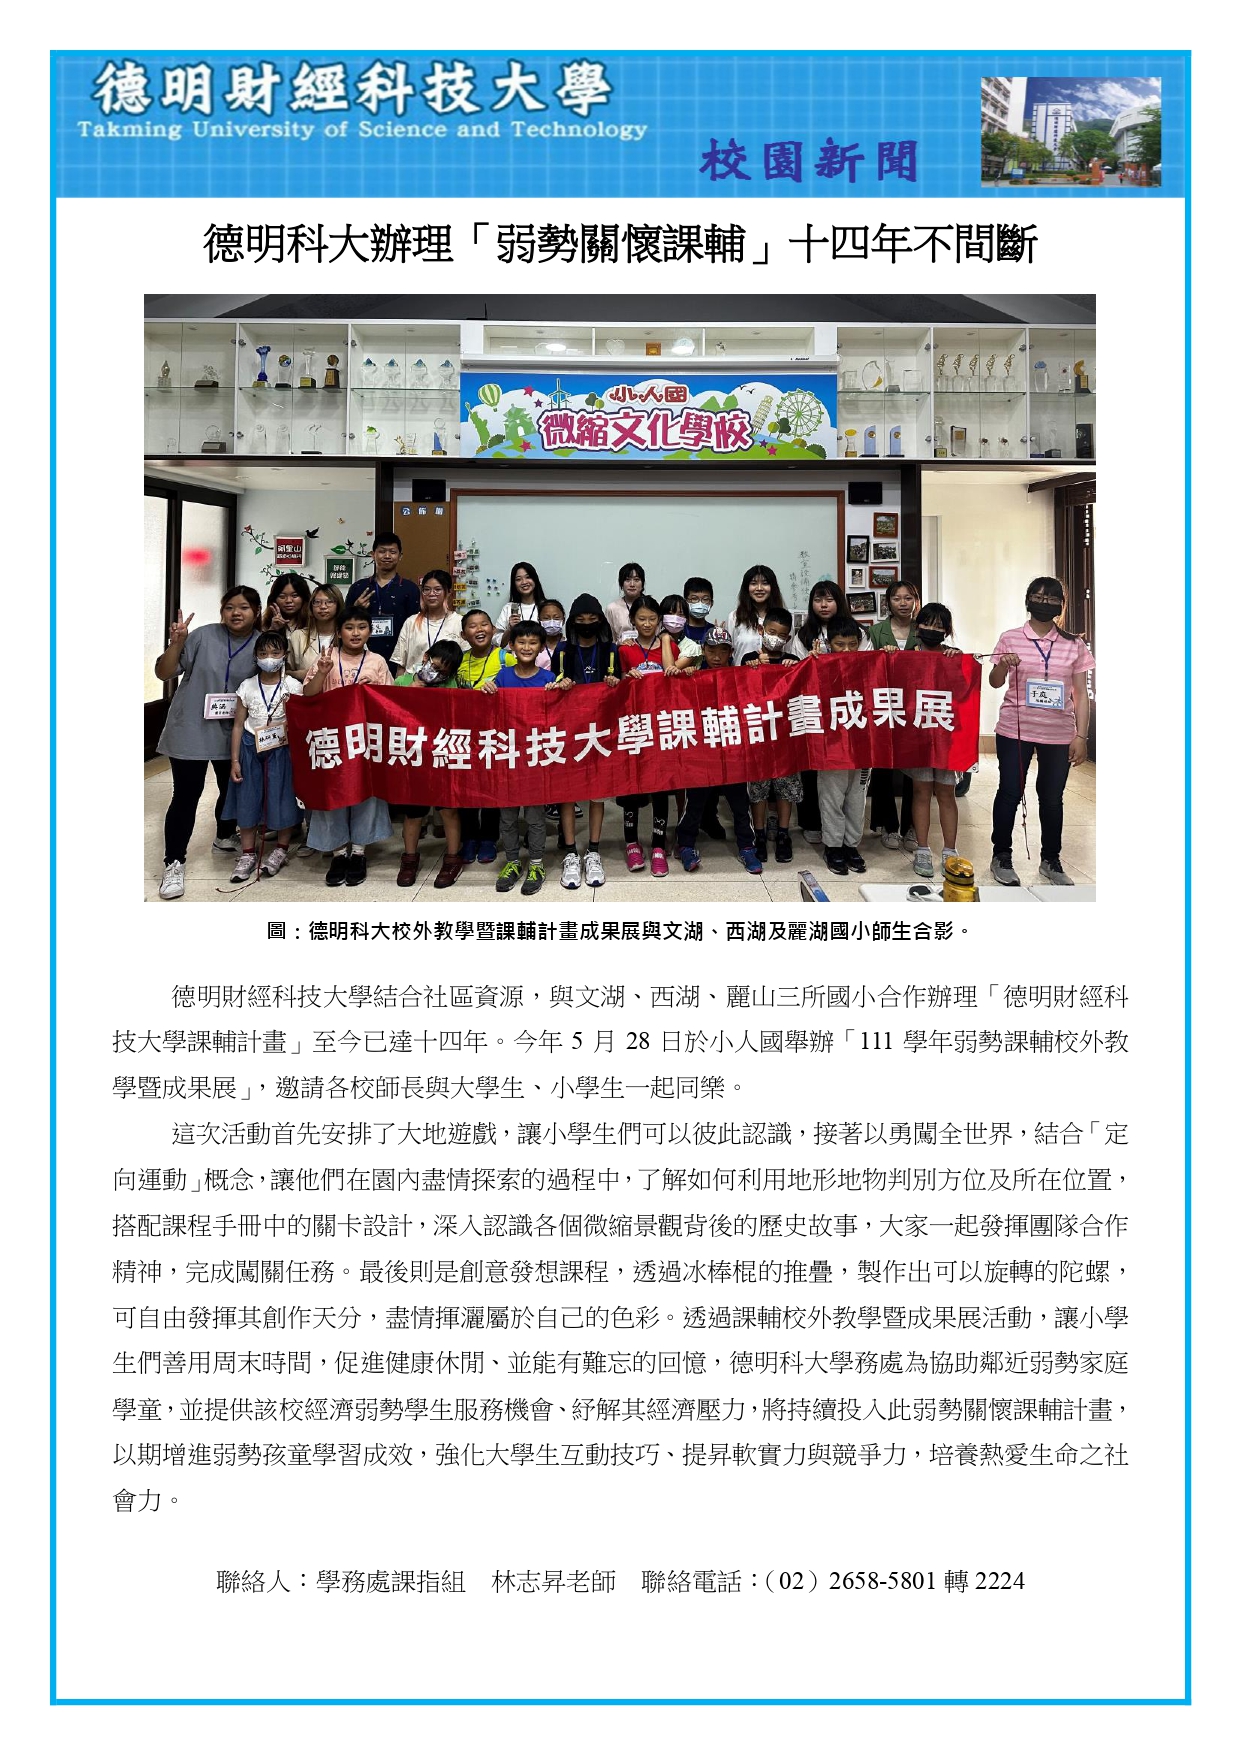 德明財經科技大學
Takming University of Science and Technology
校園新聞
德明科大辦理「弱勢關懷課輔」十四年不間斷
小人國
微縮文化學校
公佈欄
阿里山
德明財經科技大學課輔計畫成果展
于庭
圖：德明科大校外教學暨課輔計畫成果展與文湖、西湖及麗湖國小師生合影。
德明財經科技大學結合社區資源，與文湖、西湖、麗山三所國小合作辦理「德明財經科
技大學課輔計畫」至今已達十四年。今年 5 月 28 日於小人國舉辦「111 學年弱勢課輔校外教
學暨成果展」，邀請各校師長與大學生、小學生一起同樂。
這次活動首先安排了大地遊戲，讓小學生們可以彼此認識，接著以勇闖全世界，結合「定
向運動」概念，讓他們在園內盡情探索的過程中，了解如何利用地形地物判別方位及所在位置，
搭配課程手冊中的關卡設計，深入認識各個微縮景觀背後的歷史故事，大家一起發揮團隊合作
精神，完成闖關任務。最後則是創意發想課程，透過冰棒棍的推疊，製作出可以旋轉的陀螺，
可自由發揮其創作天分，盡情揮灑屬於自己的色彩。透過課輔校外教學暨成果展活動，讓小學
生們善用周末時間，促進健康休閒、並能有難忘的回憶，德明科大學務處為協助鄰近弱勢家庭
學童，並提供該校經濟弱勢學生服務機會、紓解其經濟壓力，將持續投入此弱勢關懷課輔計畫，
以期增進弱勢孩童學習成效，強化大學生互動技巧、提昇軟實力與競爭力，培養熱愛生命之社
會力。
聯絡人：學務處課指組　林志昇老師　聯絡電話：（02）2658-5801 轉 2224